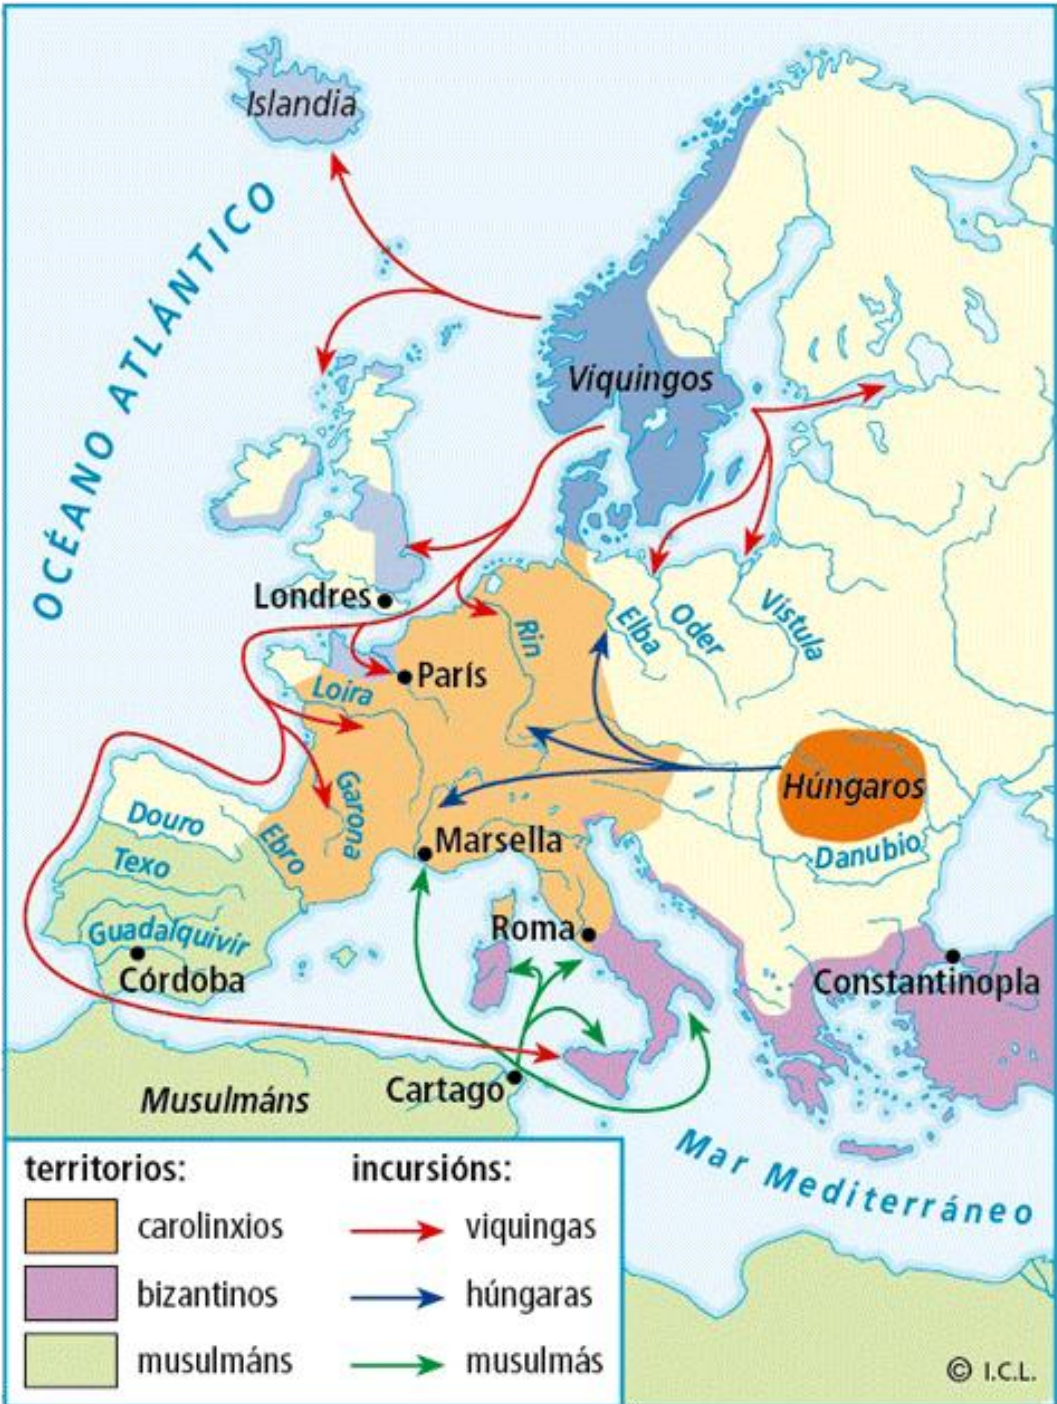 Islandia
OCÉANO ATLÁNTICO
Viquingos
Londres
Elba
Oder
Vístula
Rin
París
Loira
Garona
Húngaros
Douro
Ebro
Marsella
Danubio
Texo
Guadalquivir
Roma
Córdoba
Constantinopla
Cartago
Musulmáns
Mar Mediterráneo
territorios:
carolinxios
bizantinos
musulmáns
incursións:
viquingas
húngaras
musulmás
© I.C.L.